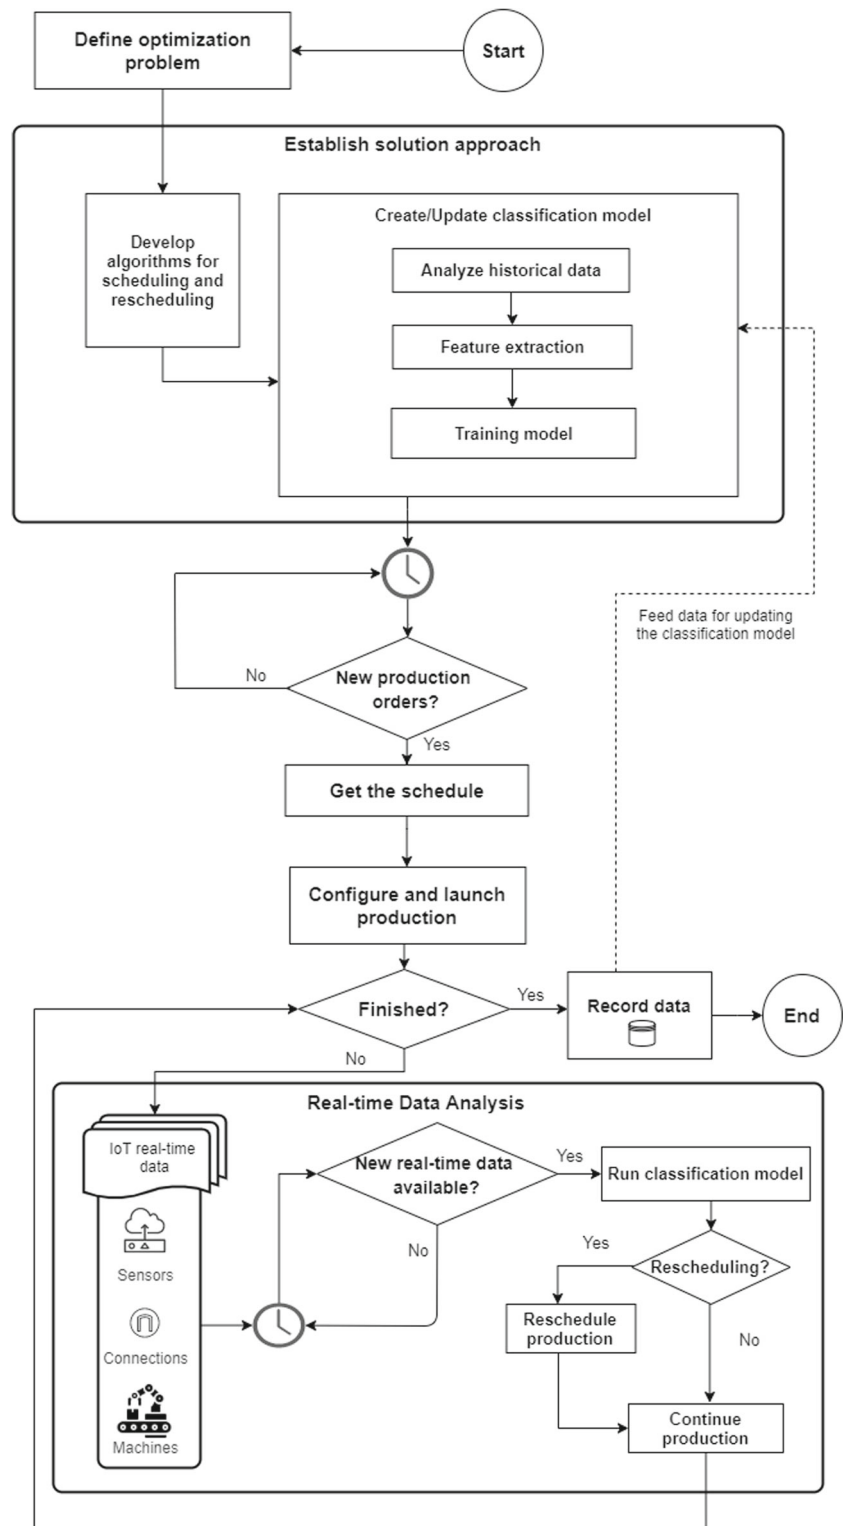 Define optimization
problem
Start
Establish solution approach
Develop
algorithms for
scheduling and
rescheduling
Create/Update classification model
Analyze historical data
Feature extraction
Training model
Feed data for updating
the classification model
No
New production
orders?
Yes
Get the schedule
Configure and launch
production
Finished?
Yes
Record data
End
No
Real-time Data Analysis
IoT real-time
data
Sensors
Connections
Machines
New real-time data
available?
Yes
No
Run classification model
Rescheduling?
Yes
No
Reschedule
production
Continue
production